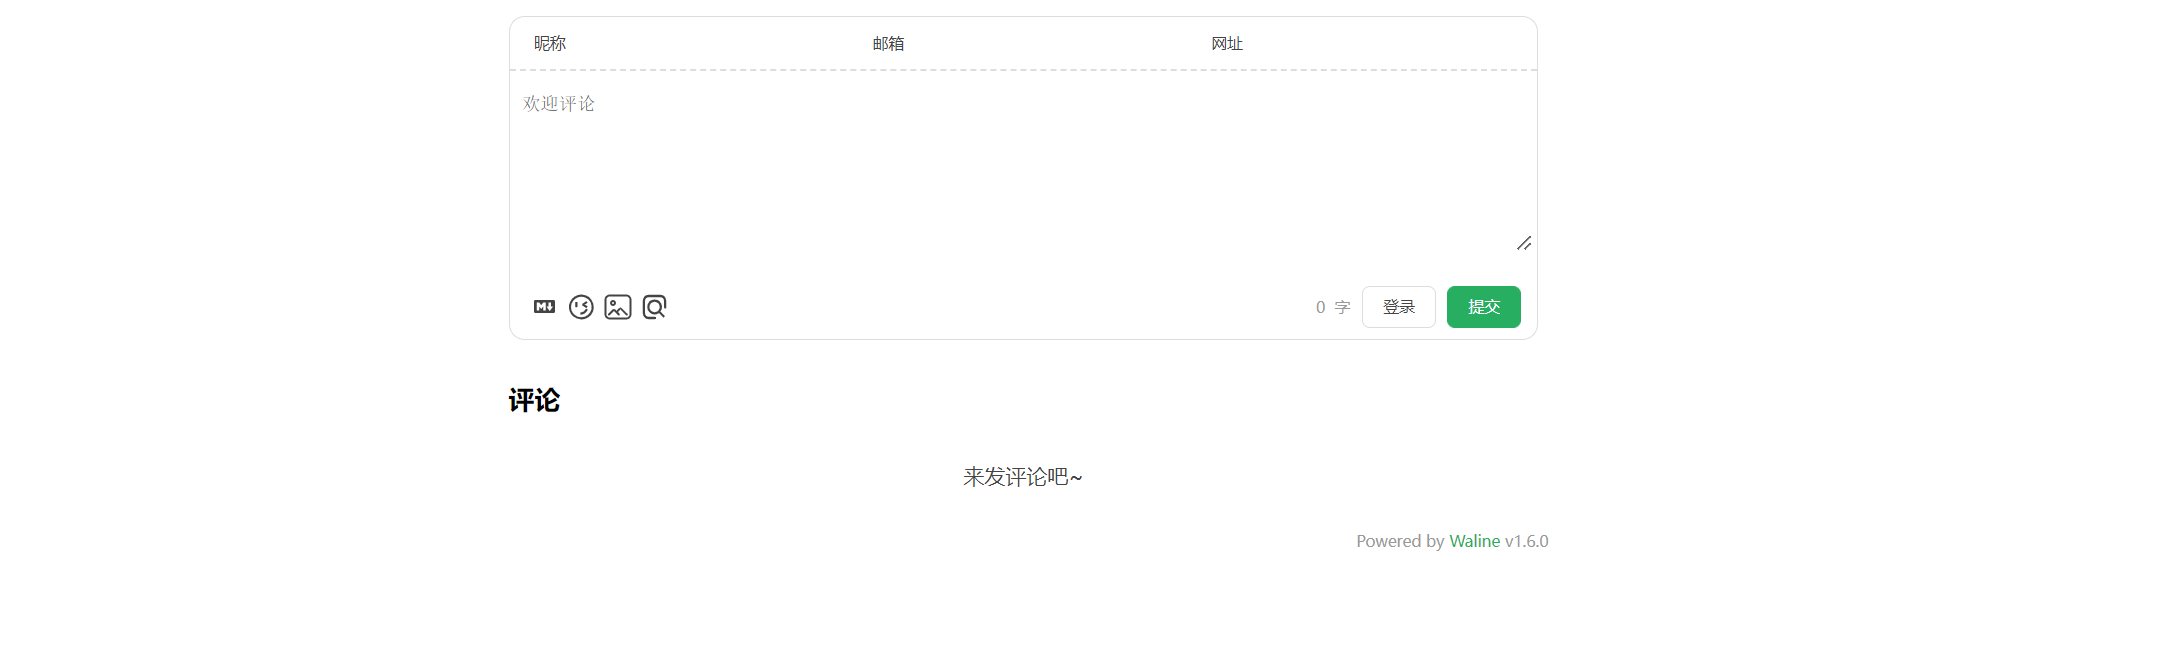 昵称 邮箱 网址
欢迎评论
M↓ 0 字 登录 提交
评论
来发评论吧~
Powered by Waline v1.6.0